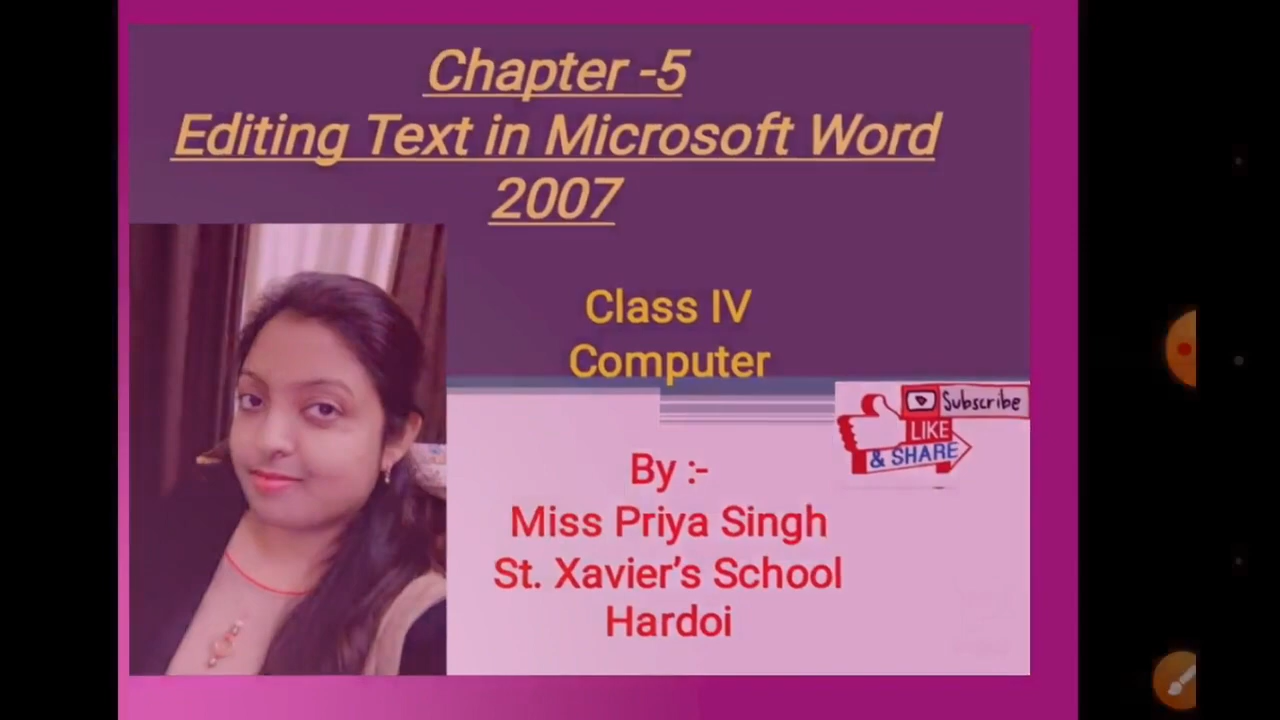 Chapter -5
Editing Text in Microsoft Word
2007
Class IV
Computer
Subscribe
LIKE
& SHARE
By :-
Miss Priya Singh
St. Xavier’s School
Hardoi